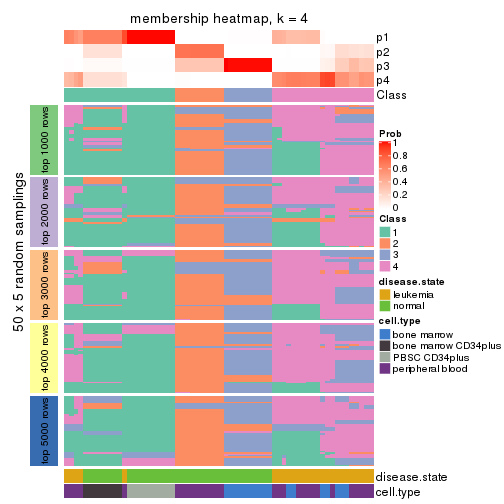 membership heatmap, k = 4
p1
p2
p3
p4
Class
50 x 5 random samplings
top 1000 rows
top 2000 rows
top 3000 rows
top 4000 rows
top 5000 rows
Prob
1
0.8
0.6
0.4
0.2
0
Class
1
2
3
4
disease.state
leukemia
normal
cell.type
bone marrow
bone marrow CD34plus
PBSC CD34plus
peripheral blood
disease.state
cell.type